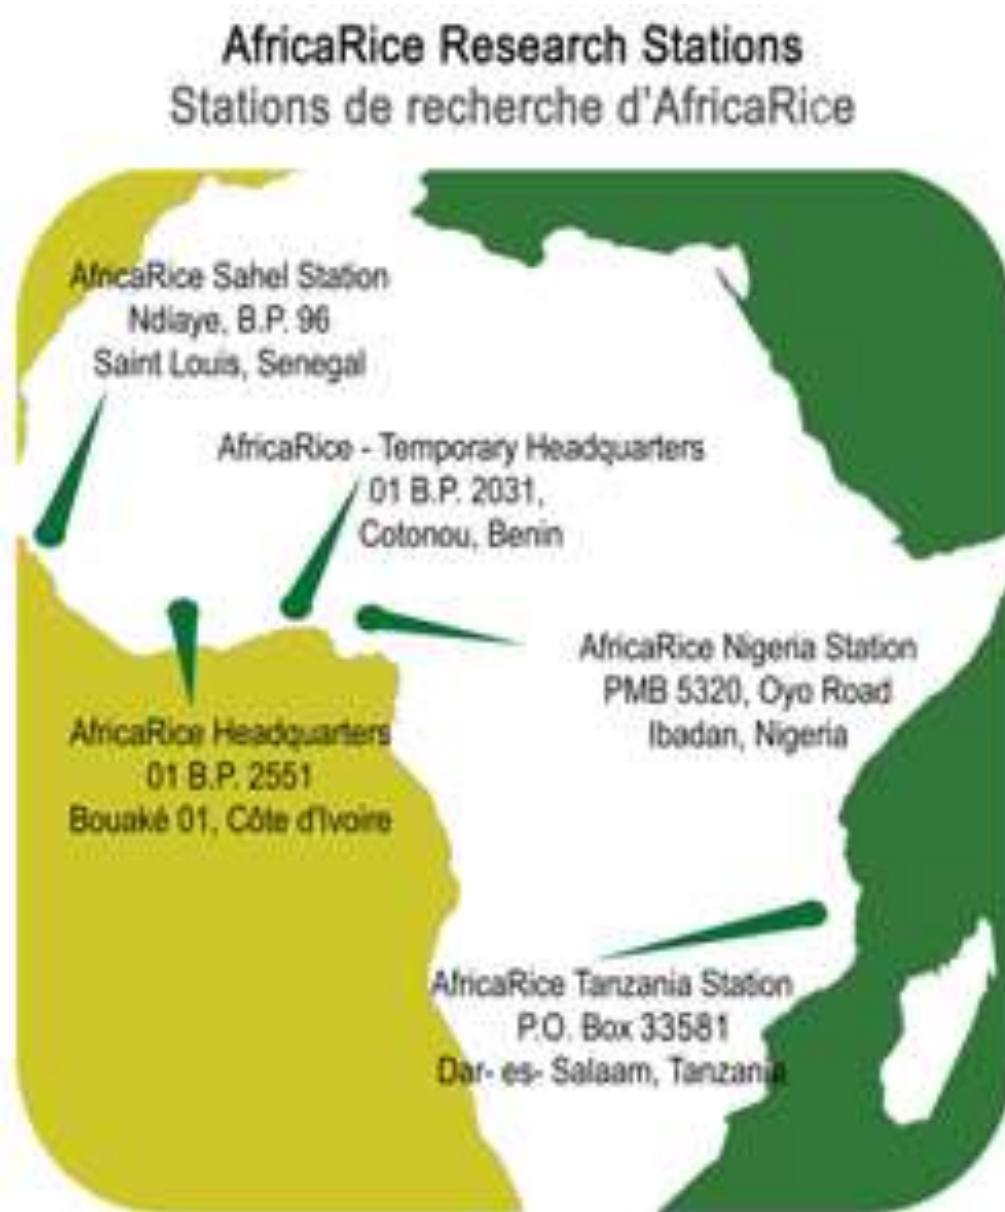 AfricaRice Research Stations
Stations de recherche d'AfricaRice
AfricaRice Sahel Station
Ndiaye, B.P. 96
Saint Louis, Senegal
AfricaRice - Temporary Headquarters
01 B.P. 2031,
Cotonou, Benin
AfricaRice Nigeria Station
PMB 5320, Oyo Road
Ibadan, Nigeria
AfricaRice Headquarters
01 B.P. 2551
Bouaké 01, Côte d'Ivoire
AfricaRice Tanzania Station
P.O. Box 33581
Dar- es- Salaam, Tanzania